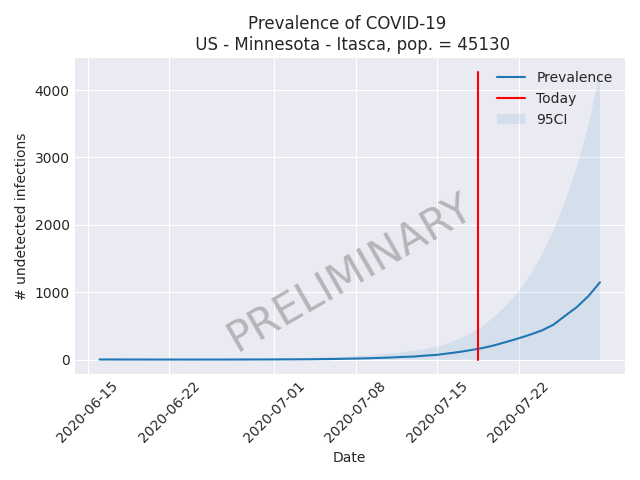 Prevalence of COVID-19
US - Minnesota - Itasca, pop. = 45130
Prevalence
Today
95CI
4000
3000
2000
1000
0
# undetected infections
PRELIMINARY
2020-06-15
2020-06-22
2020-07-01
2020-07-08
2020-07-15
2020-07-22
Date